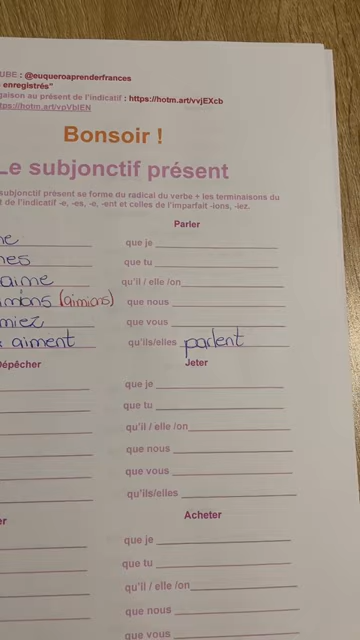 UBE : @euqueroaprenderfrances
enregistrés"
gaison au présent de l'indicatif : https://hotm.art/vvjEXcb
tps://hotm.art/vpVbIEN
Bonsoir !
Le subjonctif présent
subjonctif présent se forme du radical du verbe + les terminaisons du
t de l'indicatif -e, -es, -e, -ent et celles de l'imparfait -ions, -iez.
Parler
que je
que tu
aime
qu'il / elle /on
(aimions)
que nous
miez
que vous
aiment
qu'ils/elles parlent
Dépêcher
Jeter
que je
que tu
qu'il / elle /on
que nous
que vous
qu'ils/elles
er
Acheter
que je
que tu
qu'il / elle /on
que nous
que vous